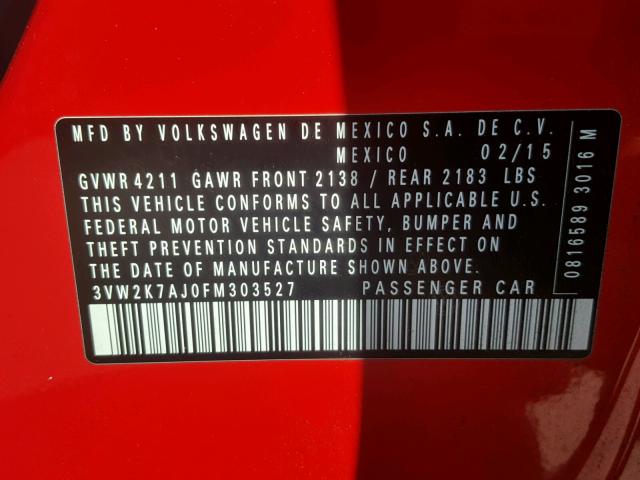 MFD BY VOLKSWAGEN DE MEXICO S.A. DE C.V.
MEXICO 02/15
GVWR 4211 GAWR FRONT 2138 / REAR 2183 LBS
THIS VEHICLE CONFORMS TO ALL APPLICABLE U.S.
FEDERAL MOTOR VEHICLE SAFETY, BUMPER AND
THEFT PREVENTION STANDARDS IN EFFECT ON
THE DATE OF MANUFACTURE SHOWN ABOVE.
3VW2K7AJ0FM303527 PASSENGER CAR
0816589 3016 M